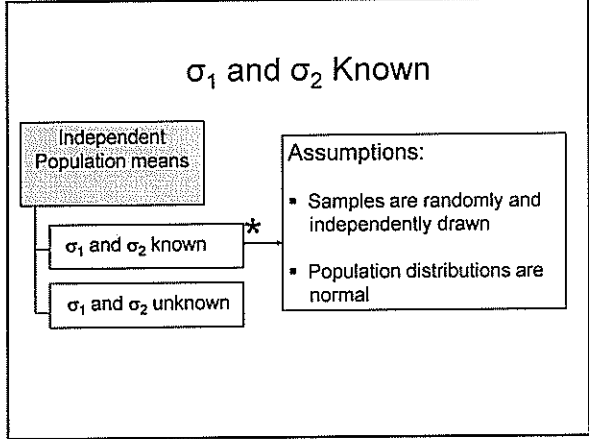 σ₁ and σ₂ Known
Independent
Population means
σ₁ and σ₂ known
*
σ₁ and σ₂ unknown
Assumptions:
▪ Samples are randomly and
independently drawn
▪ Population distributions are
normal